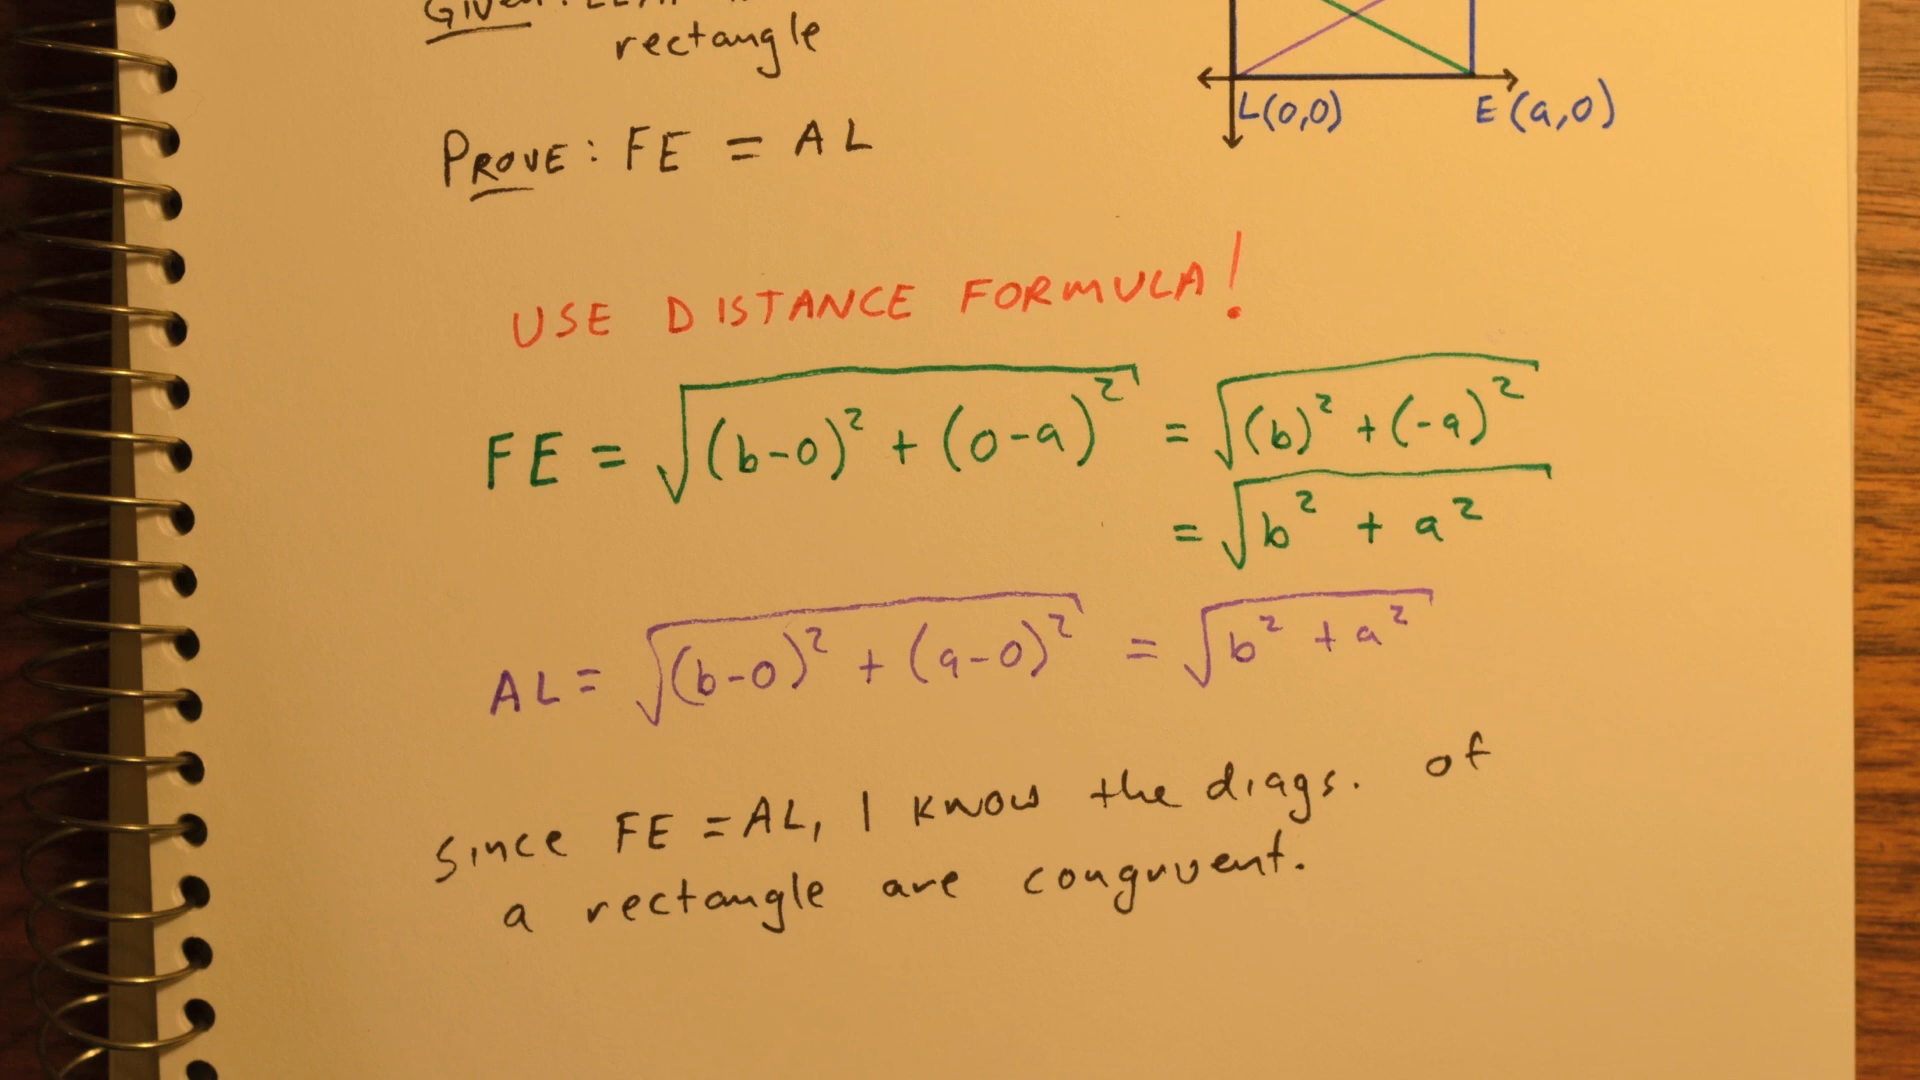 Given:
rectangle
L(0,0) E(a,0)
PROVE: FE = AL
USE DISTANCE FORMULA!
FE = √((b-0)² + (0-a)²) = √((b)² + (-a)²)
= √(b² + a²)
AL = √((b-0)² + (a-0)²) = √(b² + a²)
Since FE = AL, I know the diags. of
a rectangle are congruent.